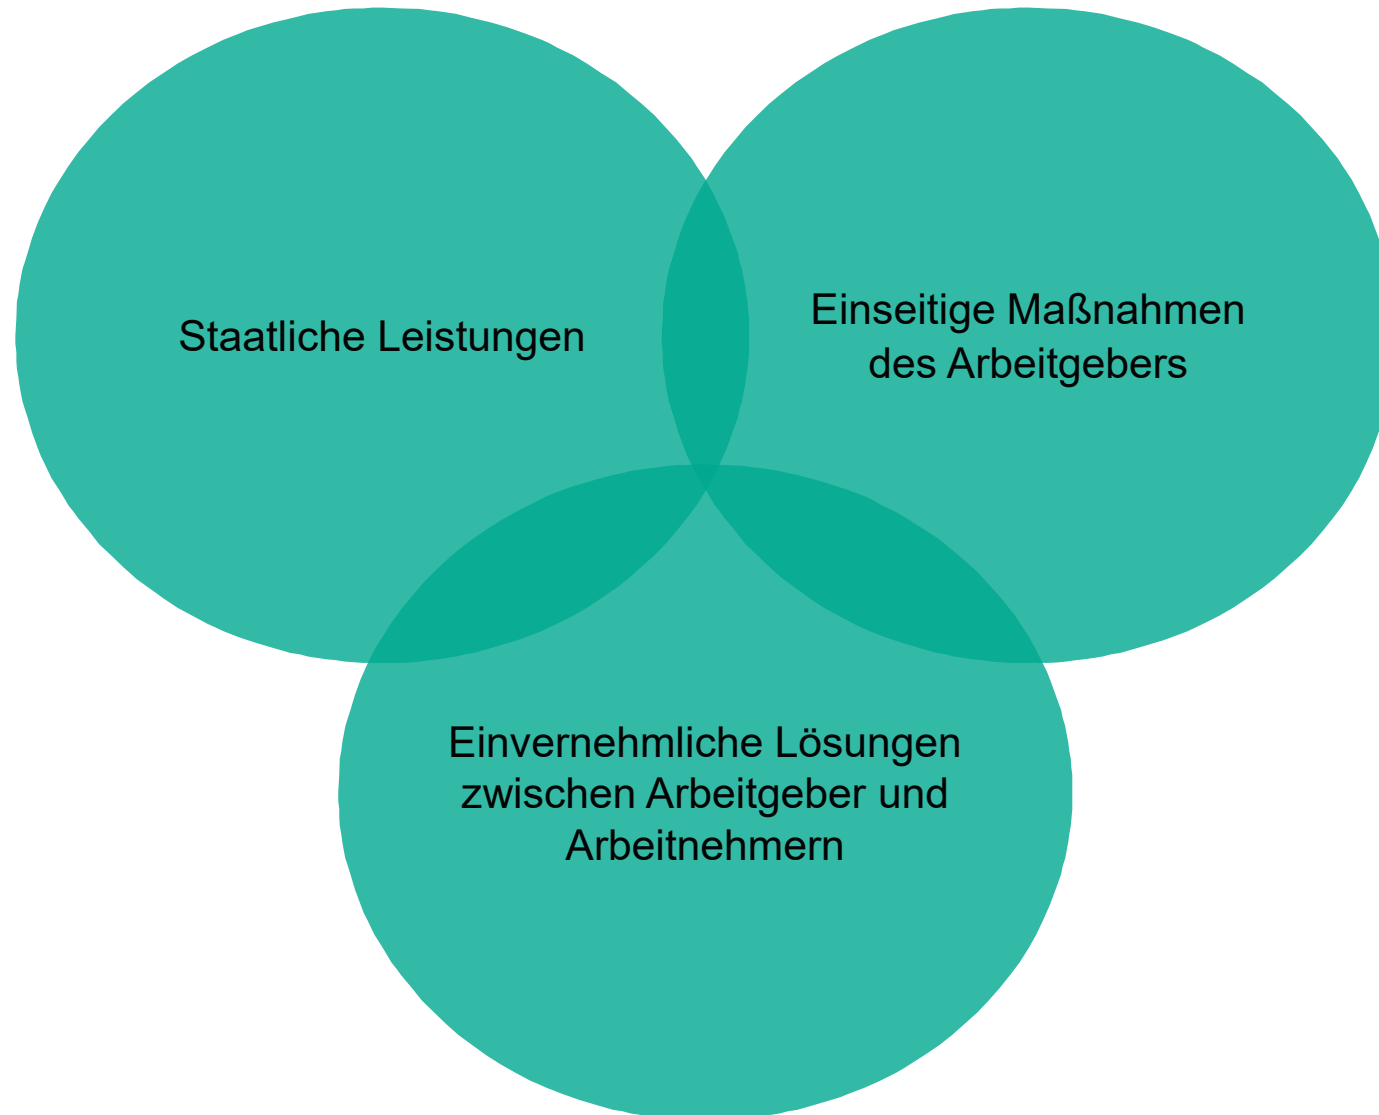 Staatliche Leistungen
Einseitige Maßnahmen
des Arbeitgebers
Einvernehmliche Lösungen
zwischen Arbeitgeber und
Arbeitnehmern